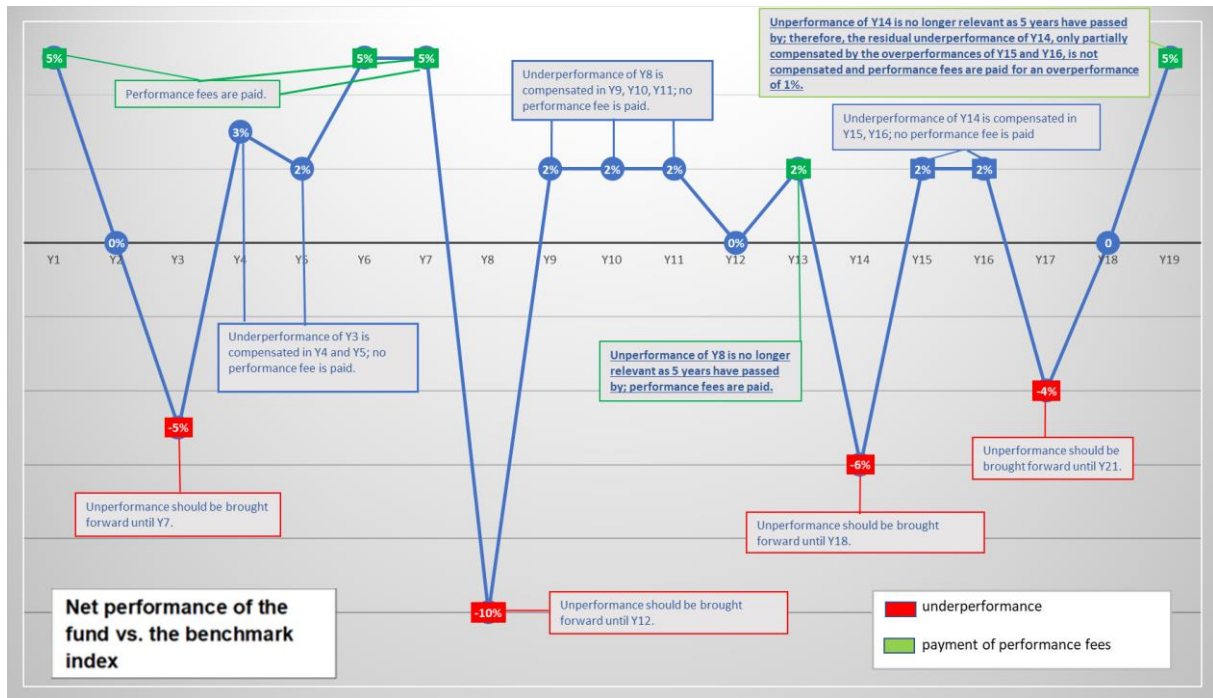 Unperformance of Y14 is no longer relevant as 5 years have passed
by; therefore, the residual underperformance of Y14, only partially
compensated by the overperformances of Y15 and Y16, is not
compensated and performance fees are paid for an overperformance
of 1%.
5%
5%
5%
5%
Performance fees are paid.
Underperformance of Y8 is
compensated in Y9, Y10, Y11; no
performance fee is paid.
Underperformance of Y14 is compensated in
Y15, Y16; no performance fee is paid
3%
2%
2%
2%
2%
2%
2%
2%
0%
0%
0
Y1
Y2
Y3
Y4
Y5
Y6
Y7
Y8
Y9
Y10
Y11
Y12
Y13
Y14
Y15
Y16
Y17
Y18
Y19
Underperformance of Y3 is
compensated in Y4 and Y5; no
performance fee is paid.
Unperformance of Y8 is no longer
relevant as 5 years have passed
by; performance fees are paid.
-5%
-4%
-6%
-10%
Unperformance should be brought
forward until Y7.
Unperformance should be
brought forward until Y21.
Unperformance should be brought
forward until Y18.
Unperformance should be brought
forward until Y12.
Net performance of the
fund vs. the benchmark
index
underperformance
payment of performance fees